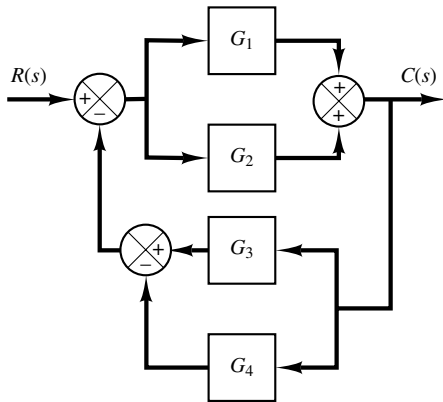 G₁
R(s)
C(s)
+
−
+
+
G₂
G₃
+
−
G₄